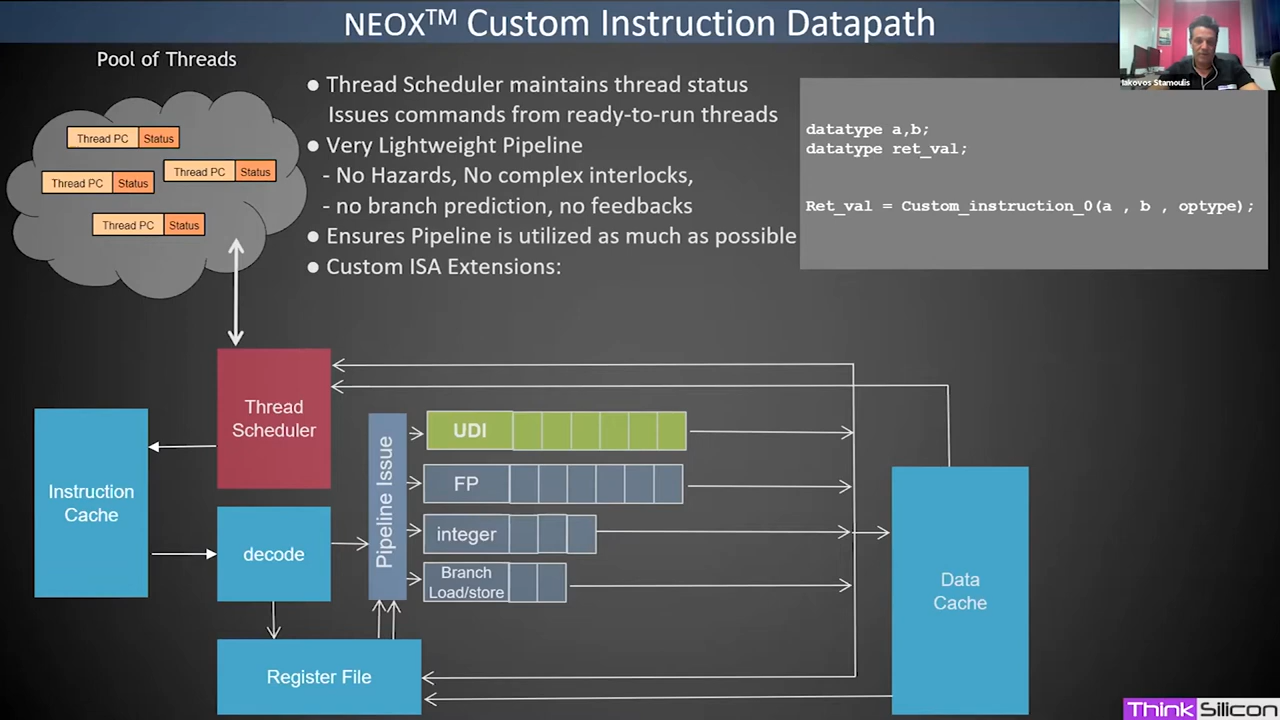 NEOX™ Custom Instruction Datapath
Pool of Threads
Thread PC Status
Thread PC Status
Thread PC Status
Thread PC Status
● Thread Scheduler maintains thread status
Issues commands from ready-to-run threads
● Very Lightweight Pipeline
- No Hazards, No complex interlocks,
- no branch prediction, no feedbacks
● Ensures Pipeline is utilized as much as possible
● Custom ISA Extensions:
datatype a,b;
datatype ret_val;
Ret_val = Custom_instruction_0(a , b , optype);
Iakovos Stamoulis
Thread
Scheduler
Instruction
Cache
decode
Pipeline Issue
UDI
FP
integer
Branch
Load/store
Register File
Data
Cache
Think Silicon